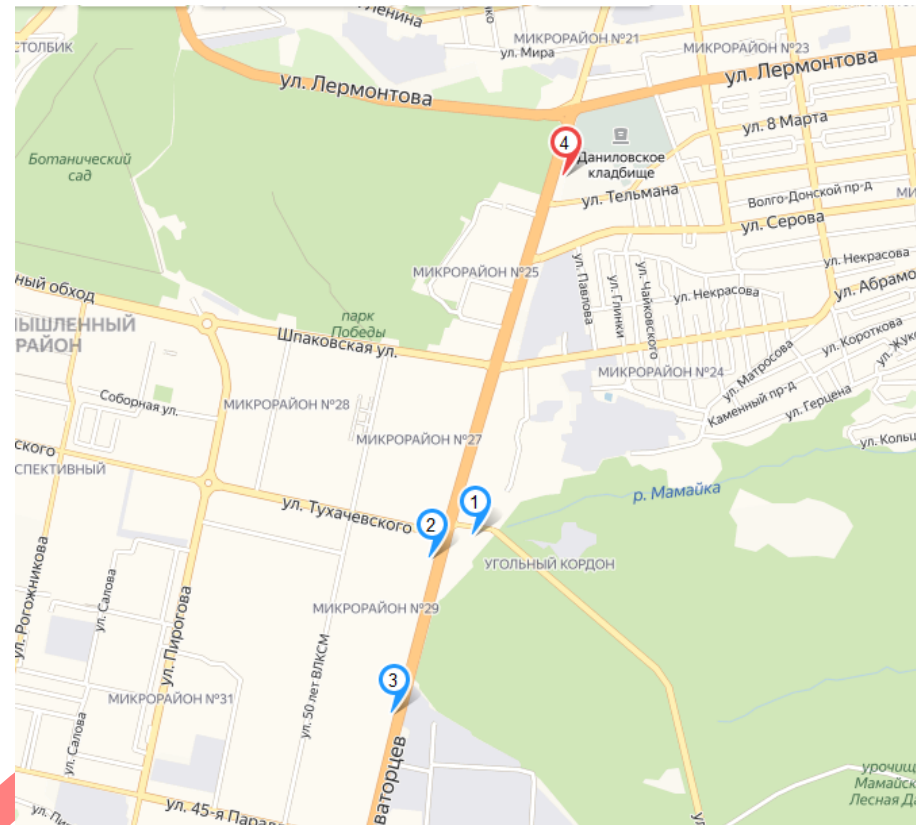 Ленина
МИКРОРАЙОН №21
ул. Мира
МИКРОРАЙОН №23
СТОЛБИК
ул. Лермонтова
ул. Лермонтова
ул. 8 Марта
4
Даниловское
кладбище
Ботанический
сад
ул. Тельмана
Волго-Донской пр-д
МИ
ул. Серова
МИКРОРАЙОН №25
ул. Некрасова
ный обход
ул. Павлова
ул. Глинки
ул. Чайковского
ул. Некрасова
ул. Абрамо
парк
Победы
ЫШЛЕННЫЙ
РАЙОН
Шпаковская ул.
ул. Короткова
ул. Жук
ул. Матросова
МИКРОРАЙОН №24
Каменный пр-д
ул. Герцена
Соборная ул.
МИКРОРАЙОН №28
МИКРОРАЙОН №27
ул. Кольц
ского
СПЕКТИВНЫЙ
р. Мамайка
ул. Тухачевского
1
2
УГОЛЬНЫЙ КОРДОН
ул. Рогожникова
ул. Салова
ул. Пирогова
МИКРОРАЙОН №29
ул. 50 лет ВЛКСМ
3
МИКРОРАЙОН №31
ул. Салова
ваторцев
урочищ
Мамайск
Лесная Да
ул. 45-я Парал
ул.